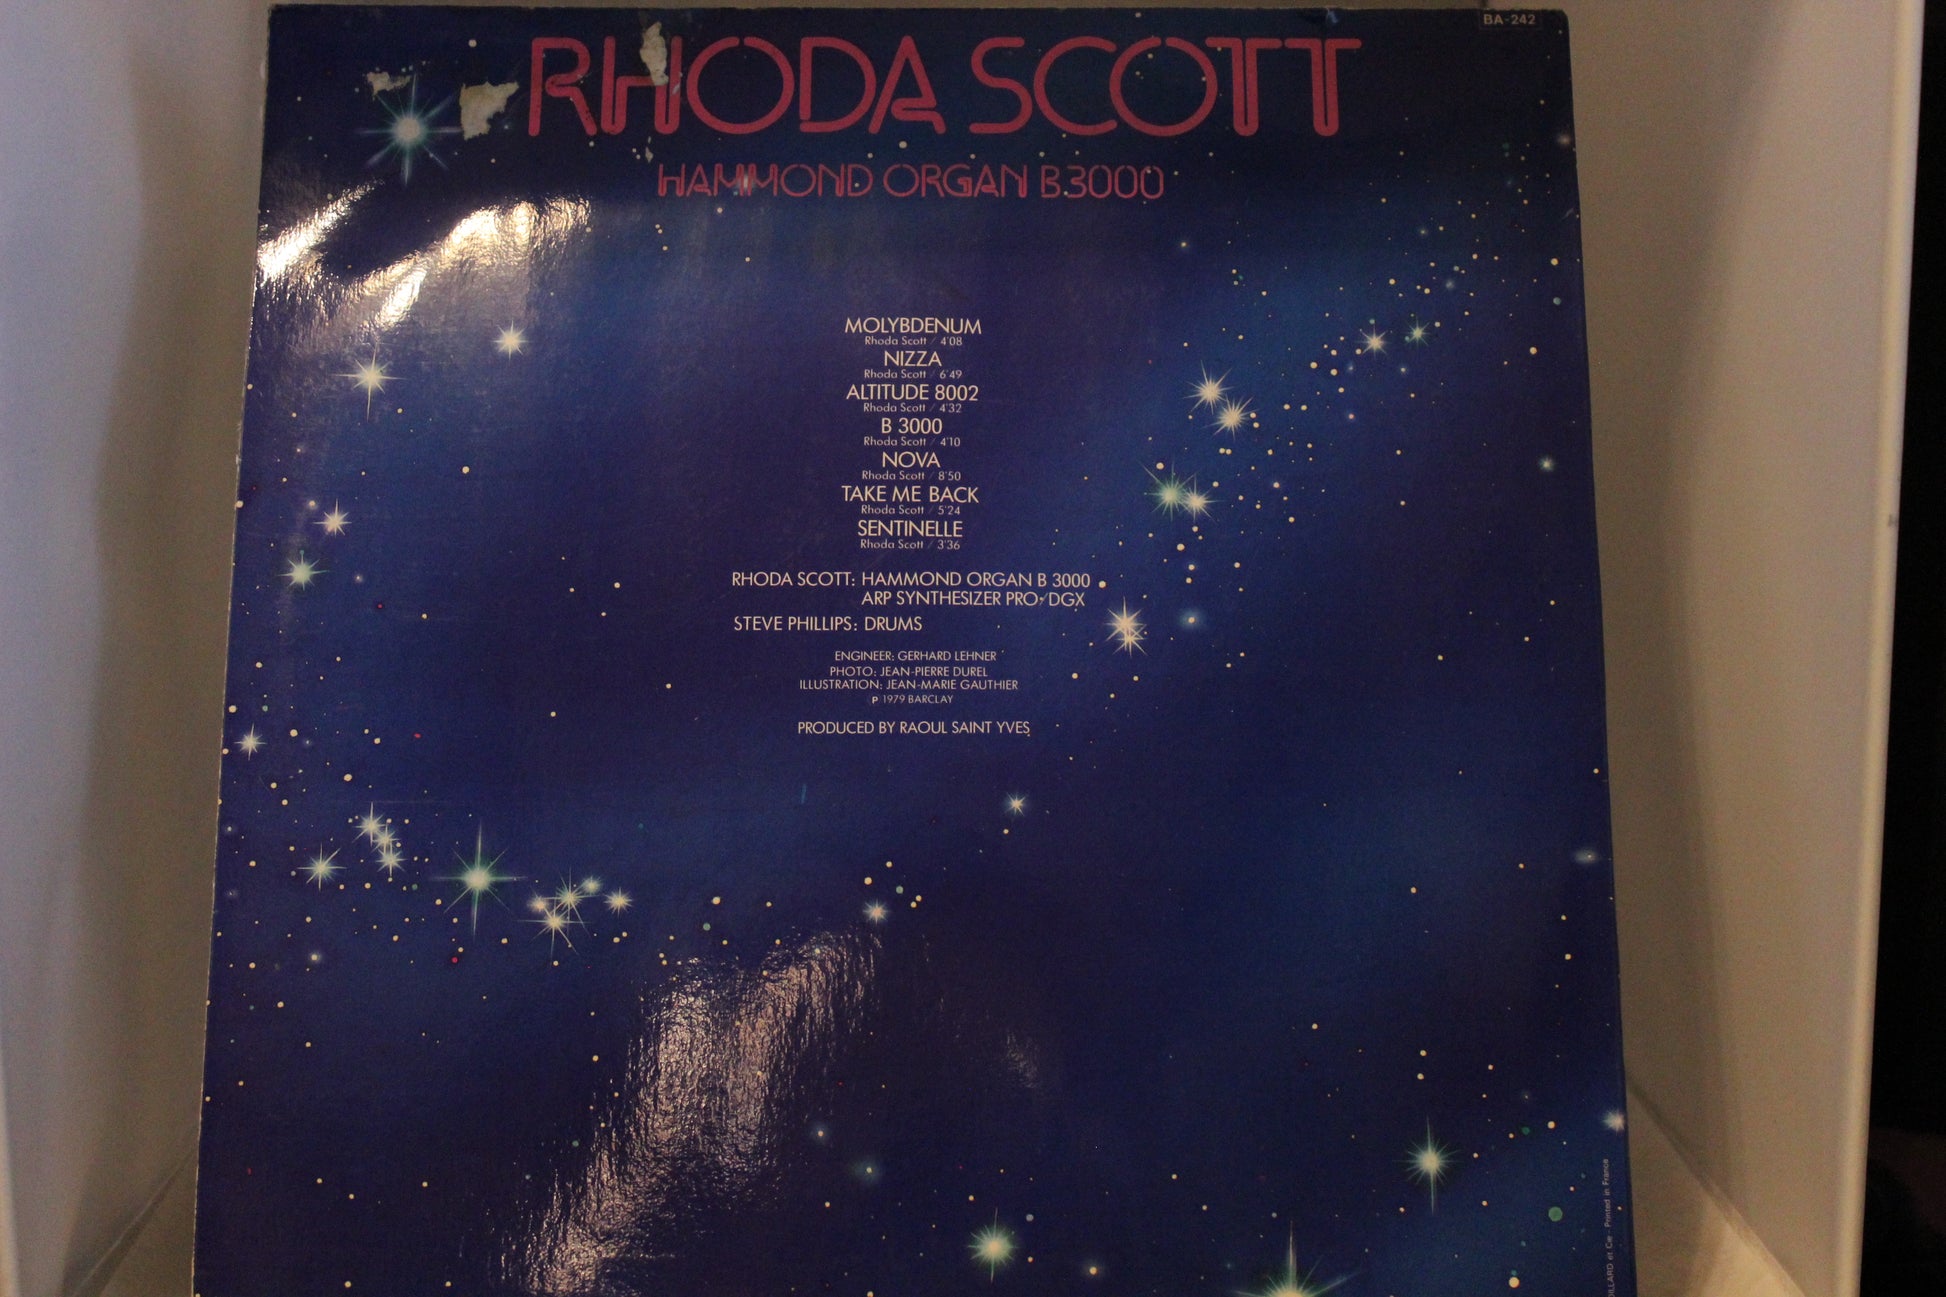 BA-242
RHODA SCOTT
HAMMOND ORGAN B3000
MOLYBDENUM
Rhoda Scott / 4'08
NIZZA
Rhoda Scott / 6'49
ALTITUDE 8002
Rhoda Scott / 4'32
B 3000
Rhoda Scott / 4'10
NOVA
Rhoda Scott / 8'50
TAKE ME BACK
Rhoda Scott / 5'24
SENTINELLE
Rhoda Scott / 3'36
RHODA SCOTT: HAMMOND ORGAN B 3000
ARP SYNTHESIZER PRO/DGX
STEVE PHILLIPS: DRUMS
ENGINEER: GERHARD LEHNER
PHOTO: JEAN-PIERRE DUREL
ILLUSTRATION: JEAN-MARIE GAUTHIER
P 1979 BARCLAY
PRODUCED BY RAOUL SAINT YVES
et Cie - Printed in France